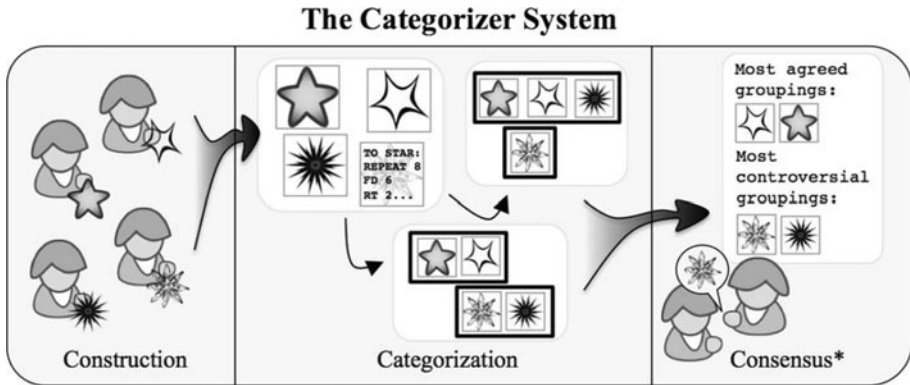 The Categorizer System
TO STAR:
REPEAT 8
FD 6
RT 2...
Most agreed
groupings:
Most
controversial
groupings:
Construction
Categorization
Consensus*